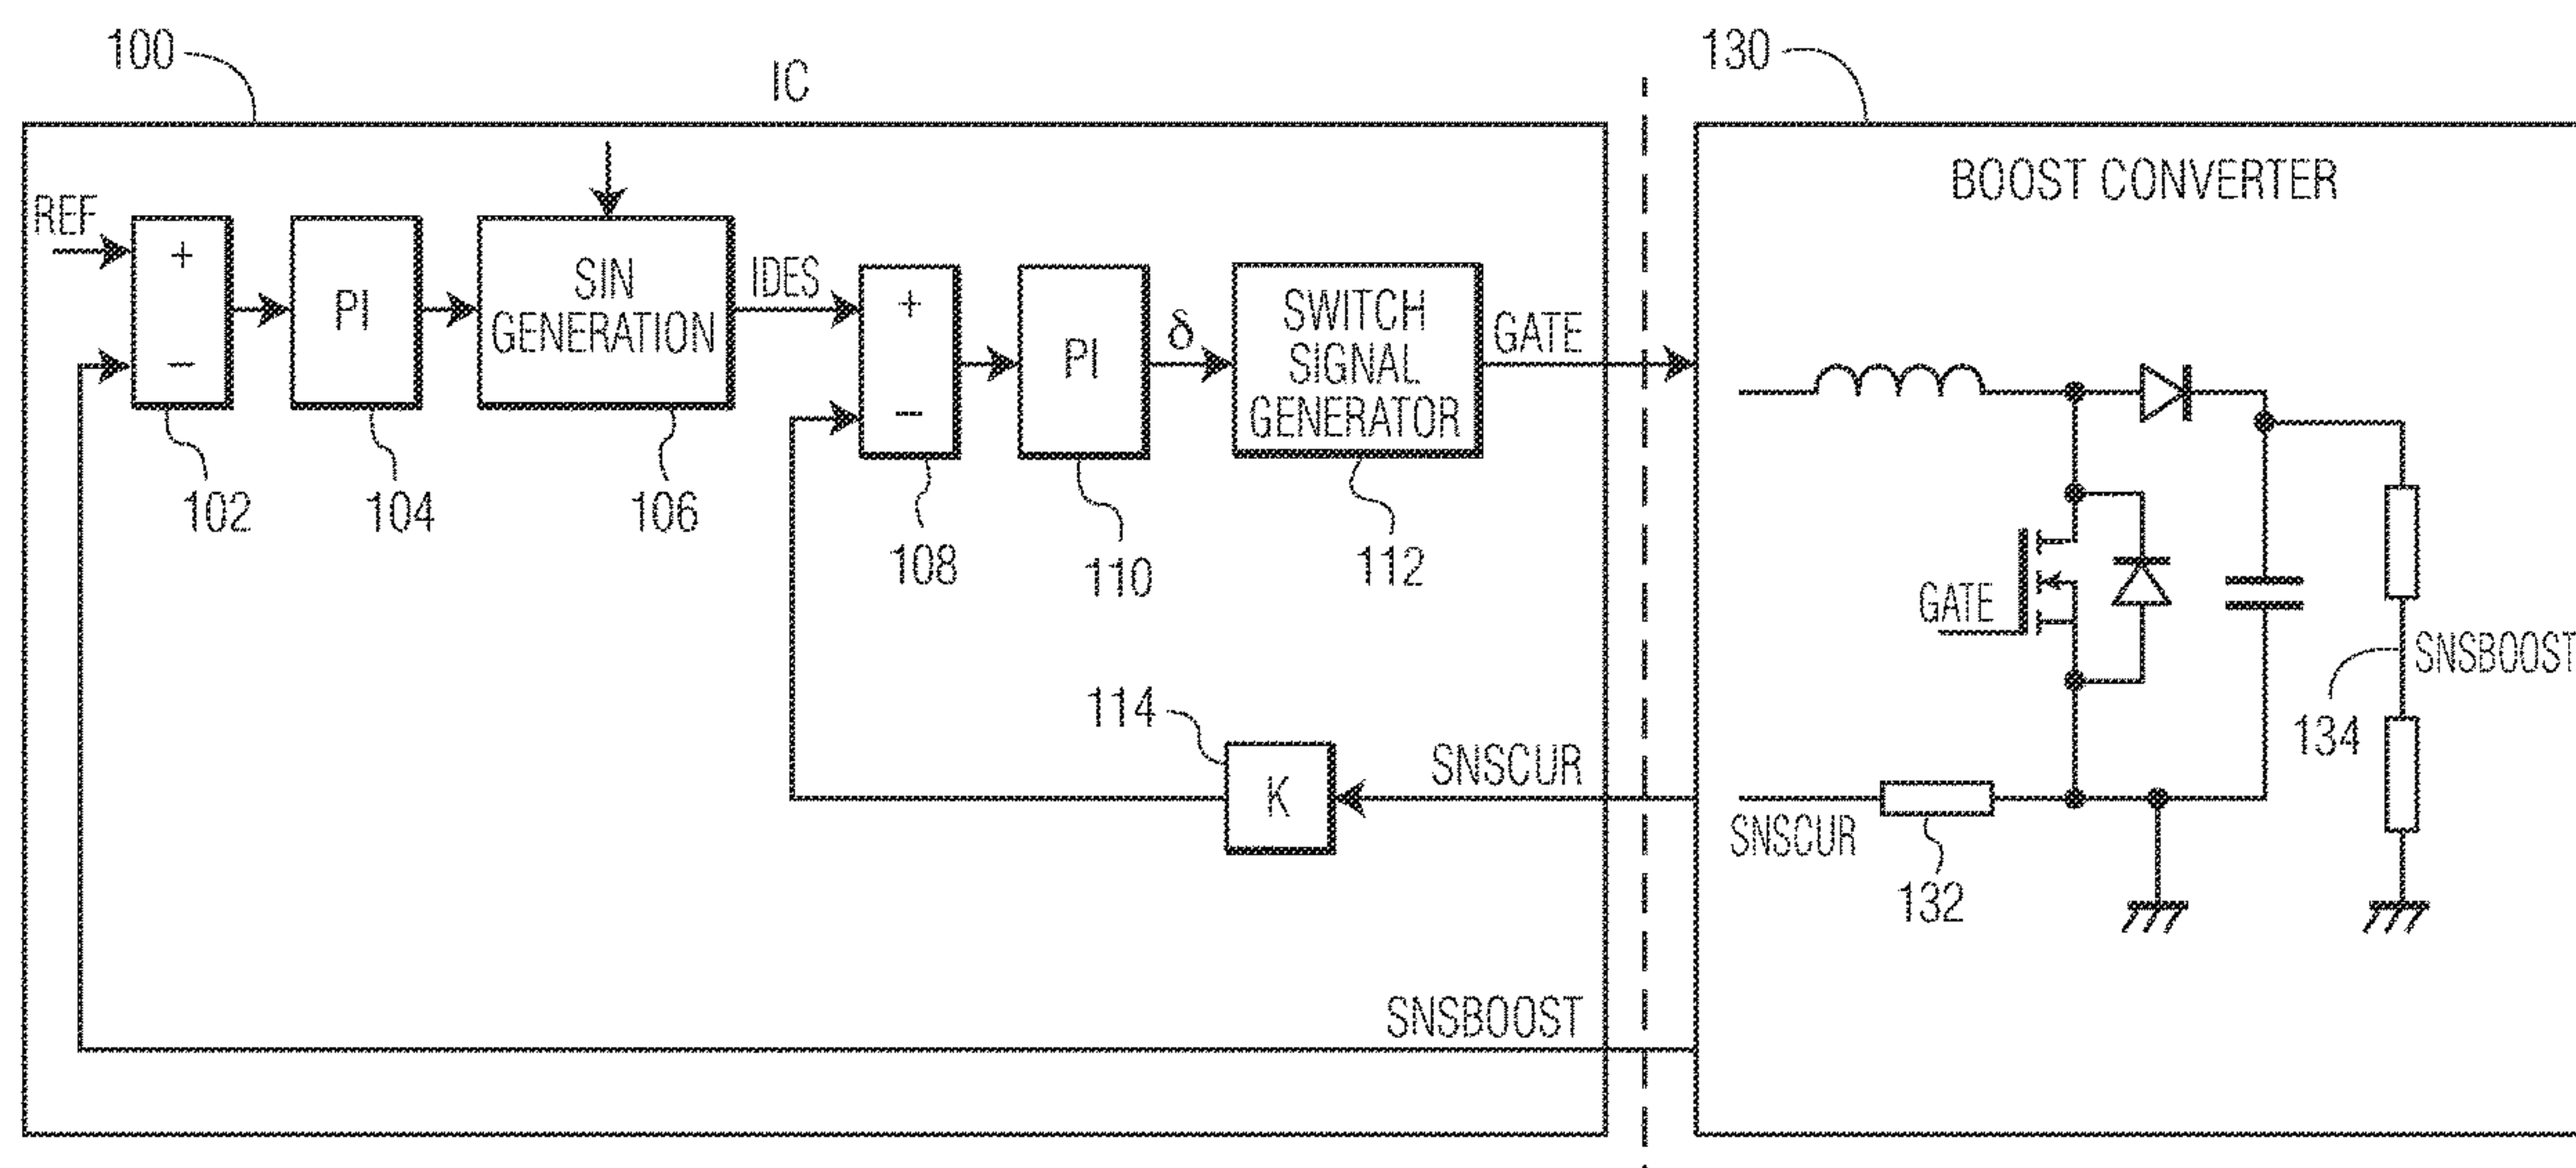 100
IC
130
BOOST CONVERTER
REF
+
−
PI
SIN
GENERATION
IDES
+
−
PI
δ
SWITCH
SIGNAL
GENERATOR
GATE
102
104
106
108
110
112
GATE
SNSBOOST
134
114
K
SNSCUR
SNSCUR
132
SNSBOOST